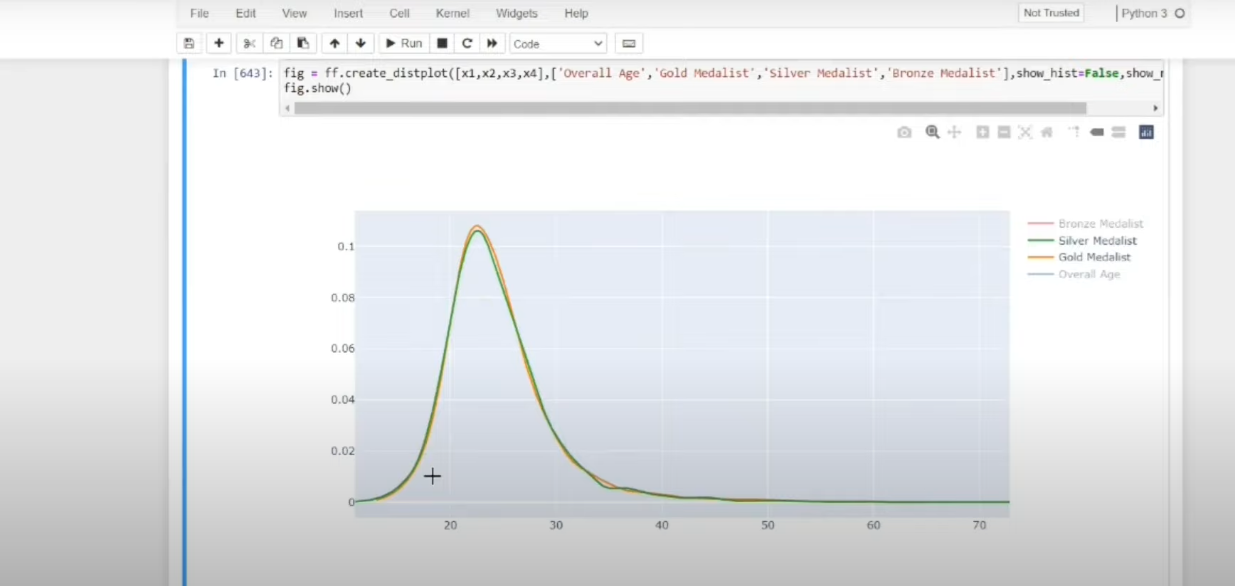 File Edit View Insert Cell Kernel Widgets Help
Not Trusted
Python 3
Run
Code
In [643]: fig = ff.create_distplot([x1,x2,x3,x4],['Overall Age','Gold Medalist','Silver Medalist','Bronze Medalist'],show_hist=False,show_r
fig.show()
Bronze Medalist
Silver Medalist
Gold Medalist
Overall Age
0.1
0.08
0.06
0.04
0.02
0
20 30 40 50 60 70